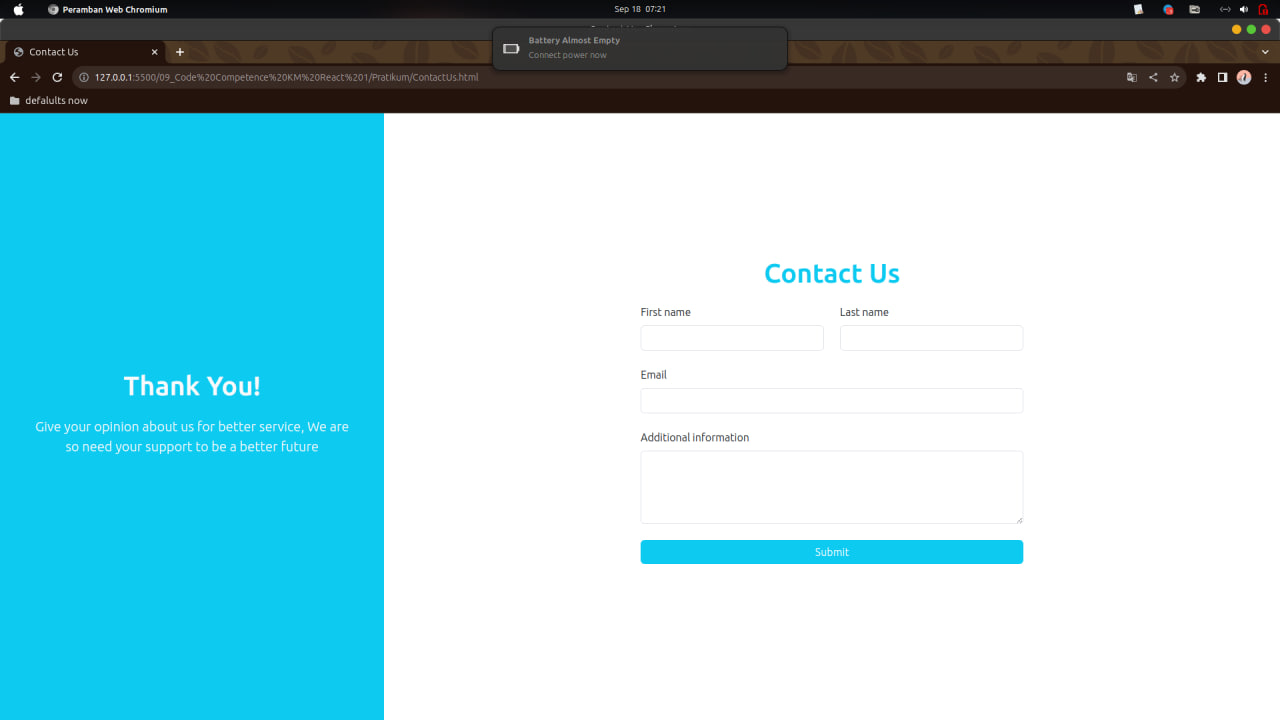 Peramban Web Chromium
Sep 18 07:21
Battery Almost Empty
Connect power now
Contact Us
127.0.0.1:5500/09_Code%20Competence%20KM%20React%201/Pratikum/ContactUs.html
defalults now
Thank You!
Give your opinion about us for better service, We are
so need your support to be a better future
Contact Us
First name
Last name
Email
Additional information
Submit